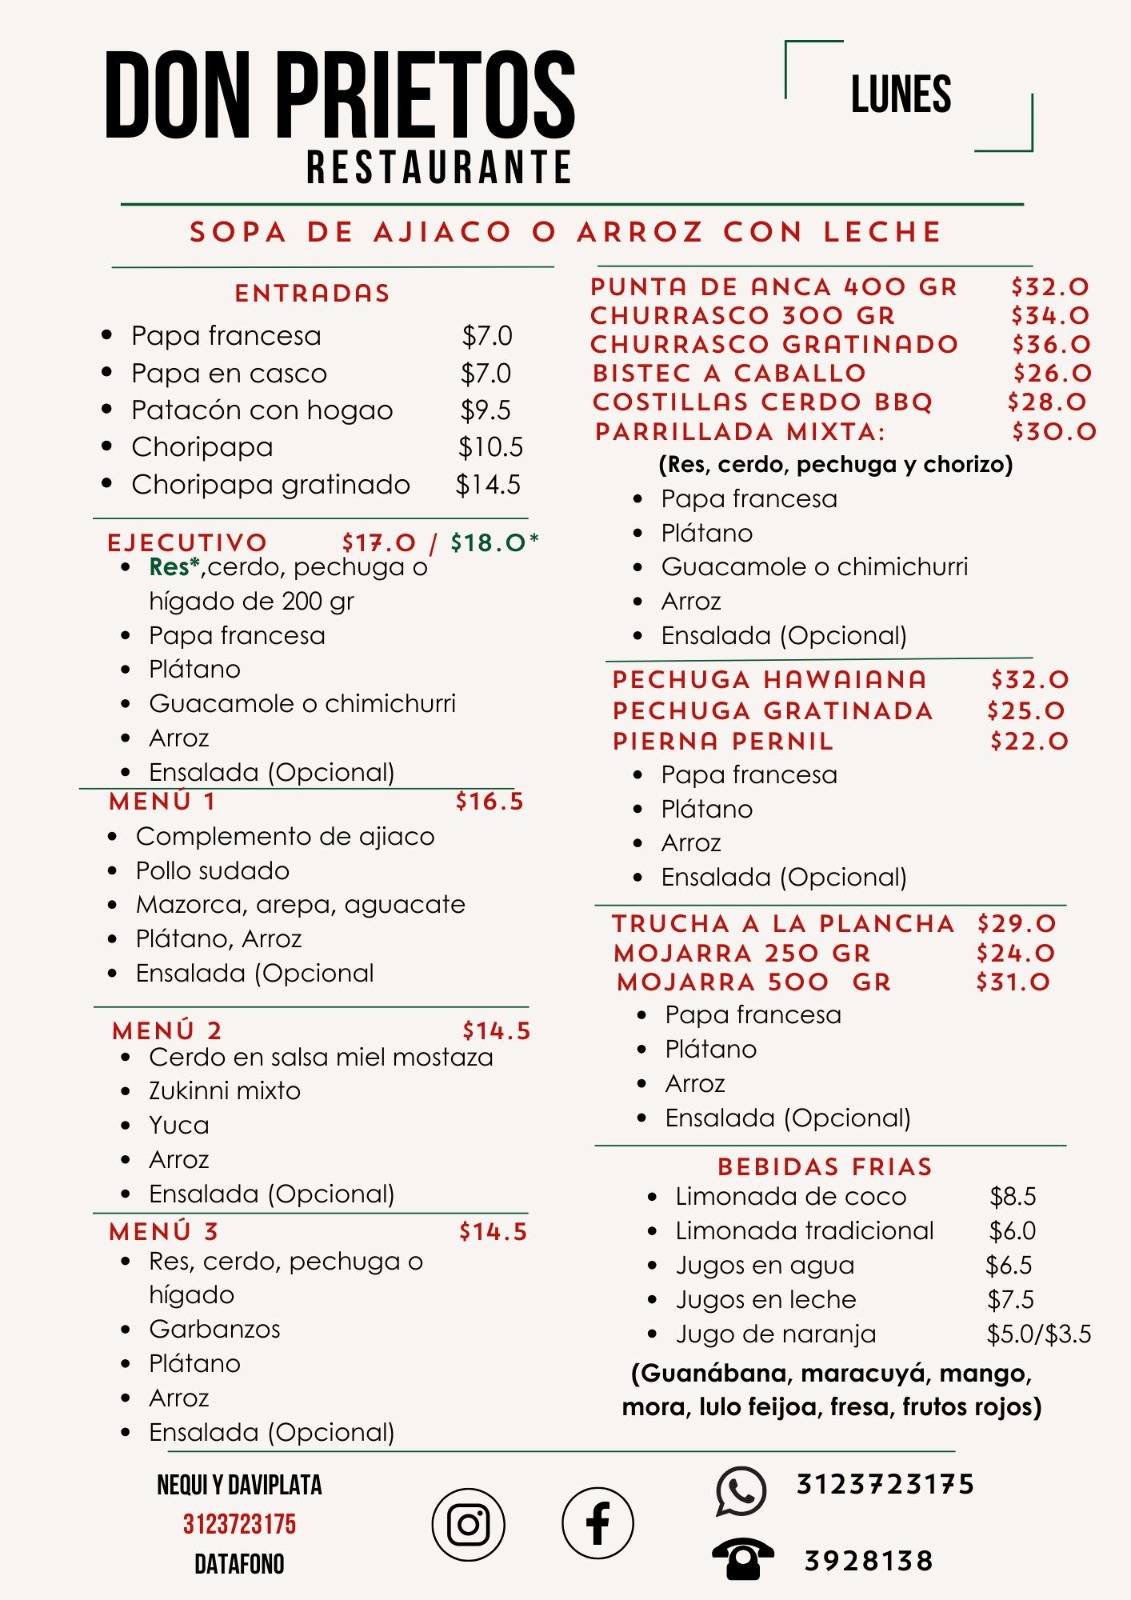 DON PRIETOS
RESTAURANTE
LUNES
SOPA DE AJIACO O ARROZ CON LECHE
ENTRADAS
• Papa francesa $7.0
• Papa en casco $7.0
• Patacón con hogao $9.5
• Choripapa $10.5
• Choripapa gratinado $14.5
EJECUTIVO $17.0 / $18.0*
• Res*,cerdo, pechuga o
hígado de 200 gr
• Papa francesa
• Plátano
• Guacamole o chimichurri
• Arroz
• Ensalada (Opcional)
MENÚ 1 $16.5
• Complemento de ajiaco
• Pollo sudado
• Mazorca, arepa, aguacate
• Plátano, Arroz
• Ensalada (Opcional
MENÚ 2 $14.5
• Cerdo en salsa miel mostaza
• Zukinni mixto
• Yuca
• Arroz
• Ensalada (Opcional)
MENÚ 3 $14.5
• Res, cerdo, pechuga o
hígado
• Garbanzos
• Plátano
• Arroz
• Ensalada (Opcional)
PUNTA DE ANCA 400 GR $32.0
CHURRASCO 300 GR $34.0
CHURRASCO GRATINADO $36.0
BISTEC A CABALLO $26.0
COSTILLAS CERDO BBQ $28.0
PARRILLADA MIXTA: $30.0
(Res, cerdo, pechuga y chorizo)
• Papa francesa
• Plátano
• Guacamole o chimichurri
• Arroz
• Ensalada (Opcional)
PECHUGA HAWAIANA $32.0
PECHUGA GRATINADA $25.0
PIERNA PERNIL $22.0
• Papa francesa
• Plátano
• Arroz
• Ensalada (Opcional)
TRUCHA A LA PLANCHA $29.0
MOJARRA 250 GR $24.0
MOJARRA 500 GR $31.0
• Papa francesa
• Plátano
• Arroz
• Ensalada (Opcional)
BEBIDAS FRIAS
• Limonada de coco $8.5
• Limonada tradicional $6.0
• Jugos en agua $6.5
• Jugos en leche $7.5
• Jugo de naranja $5.0/$3.5
(Guanábana, maracuyá, mango,
mora, lulo feijoa, fresa, frutos rojos)
NEQUI Y DAVIPLATA
3123723175
DATAFONO
3123723175
3928138